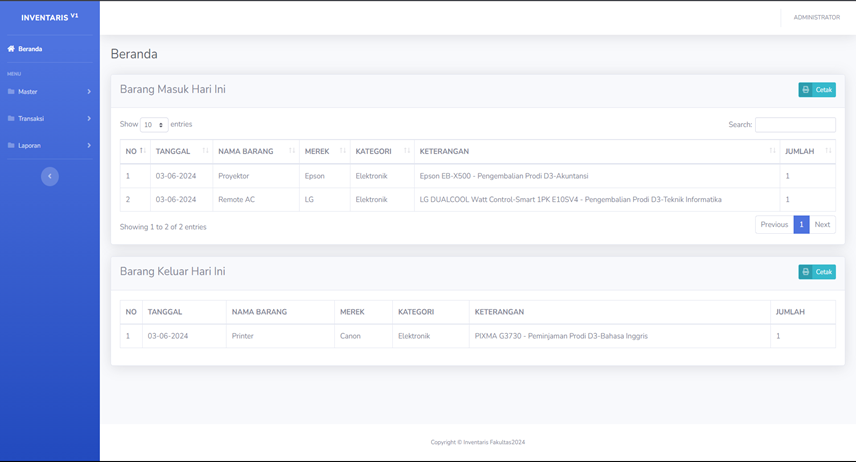 INVENTARIS V1
ADMINISTRATOR
Beranda
MENU
Master
Transaksi
Laporan
Beranda
Barang Masuk Hari Ini
Cetak
Show 10 entries
Search:
NO TANGGAL NAMA BARANG MEREK KATEGORI KETERANGAN JUMLAH
1 03-06-2024 Proyektor Epson Elektronik Epson EB-X500 - Pengembalian Prodi D3-Akuntansi 1
2 03-06-2024 Remote AC LG Elektronik LG DUALCOOL Watt Control-Smart 1PK E10SV4 - Pengembalian Prodi D3-Teknik Informatika 1
Showing 1 to 2 of 2 entries
Previous 1 Next
Barang Keluar Hari Ini
Cetak
NO TANGGAL NAMA BARANG MEREK KATEGORI KETERANGAN JUMLAH
1 03-06-2024 Printer Canon Elektronik PIXMA G3730 - Peminjaman Prodi D3-Bahasa Inggris 1
Copyright © Inventaris Fakultas2024